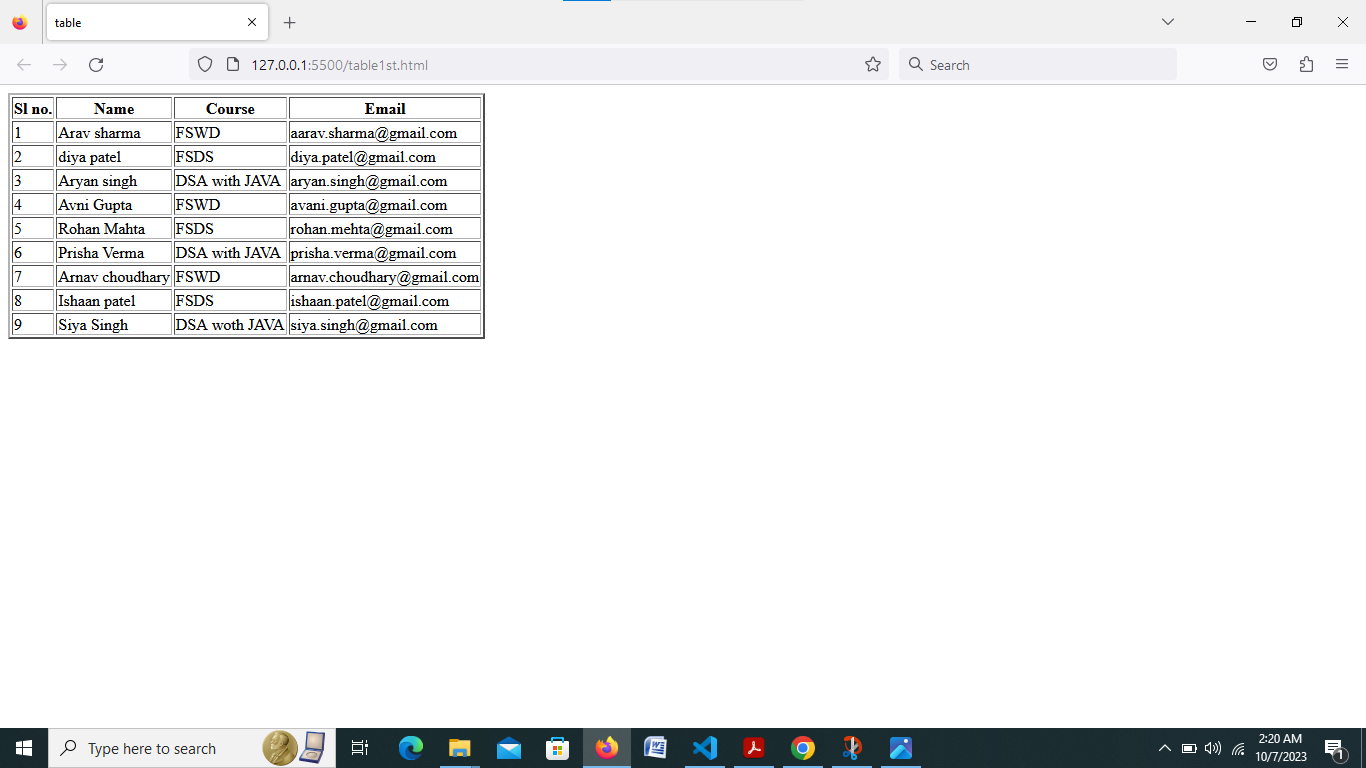 table
127.0.0.1:5500/table1st.html
Search
Sl no. Name Course Email
1 Arav sharma FSWD aarav.sharma@gmail.com
2 diya patel FSDS diya.patel@gmail.com
3 Aryan singh DSA with JAVA aryan.singh@gmail.com
4 Avni Gupta FSWD avani.gupta@gmail.com
5 Rohan Mahta FSDS rohan.mehta@gmail.com
6 Prisha Verma DSA with JAVA prisha.verma@gmail.com
7 Arnav choudhary FSWD arnav.choudhary@gmail.com
8 Ishaan patel FSDS ishaan.patel@gmail.com
9 Siya Singh DSA woth JAVA siya.singh@gmail.com
Type here to search
2:20 AM
10/7/2023
1